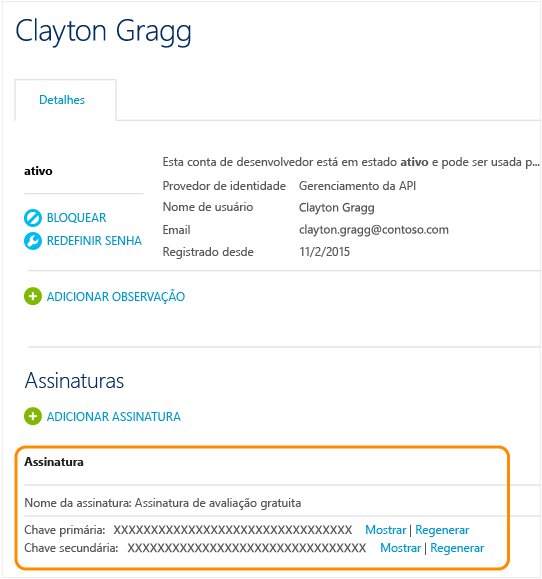 Clayton Gragg
Detalhes
ativo
Esta conta de desenvolvedor está em estado ativo e pode ser usada p...
Provedor de identidade Gerenciamento da API
Nome de usuário Clayton Gragg
BLOQUEAR
Email clayton.gragg@contoso.com
REDEFINIR SENHA
Registrado desde 11/2/2015
ADICIONAR OBSERVAÇÃO
Assinaturas
ADICIONAR ASSINATURA
Assinatura
Nome da assinatura: Assinatura de avaliação gratuita
Chave primária: XXXXXXXXXXXXXXXXXXXXXXXXXXXXXXXX Mostrar | Regenerar
Chave secundária: XXXXXXXXXXXXXXXXXXXXXXXXXXXXXXXX Mostrar | Regenerar